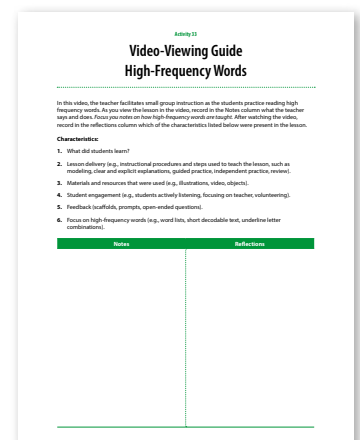 Activity 33
Video-Viewing Guide
High-Frequency Words
In this video, the teacher facilitates small group instruction as the students practice reading high
frequency words. As you view the lesson in the video, record in the Notes column what the teacher
says and does. Focus you notes on how high-frequency words are taught. After watching the video,
record in the reflections column which of the characteristics listed below were present in the lesson.
Characteristics:
1. What did students learn?
2. Lesson delivery (e.g., instructional procedures and steps used to teach the lesson, such as
modeling, clear and explicit explanations, guided practice, independent practice, review).
3. Materials and resources that were used (e.g., illustrations, video, objects).
4. Student engagement (e.g., students actively listening, focusing on teacher, volunteering).
5. Feedback (scaffolds, prompts, open-ended questions).
6. Focus on high-frequency words (e.g., word lists, short decodable text, underline letter
combinations).
Notes Reflections